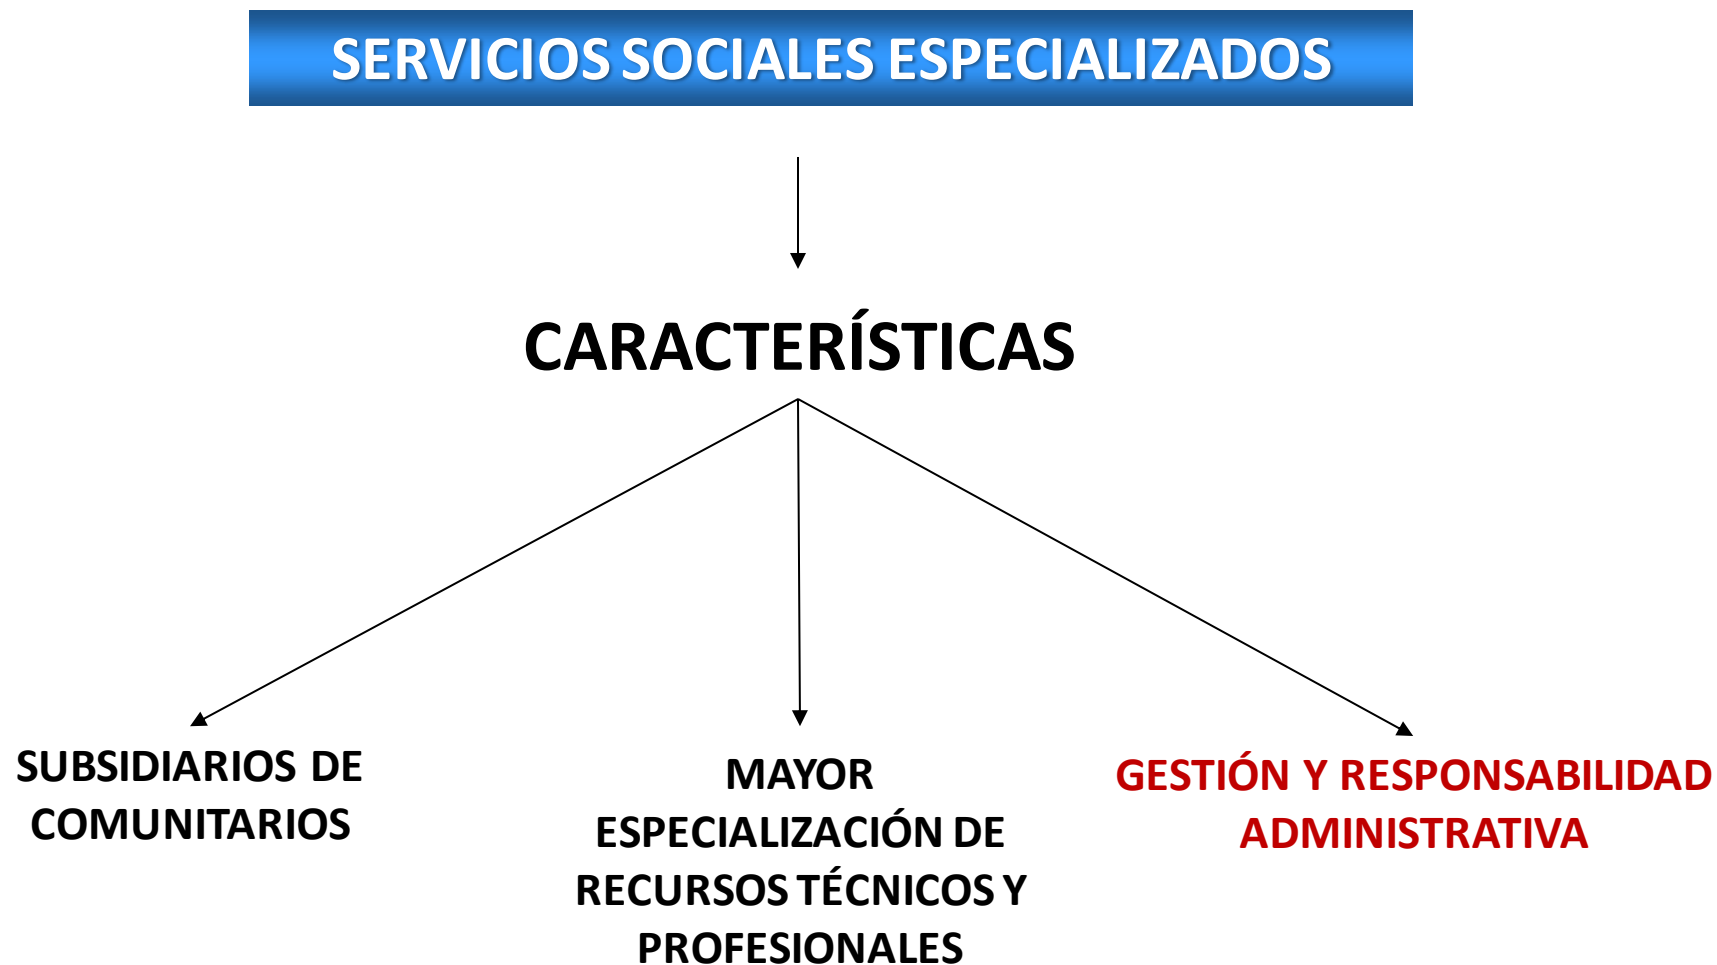 SERVICIOS SOCIALES ESPECIALIZADOS
CARACTERÍSTICAS
SUBSIDIARIOS DE
COMUNITARIOS
MAYOR
ESPECIALIZACIÓN DE
RECURSOS TÉCNICOS Y
PROFESIONALES
GESTIÓN Y RESPONSABILIDAD
ADMINISTRATIVA